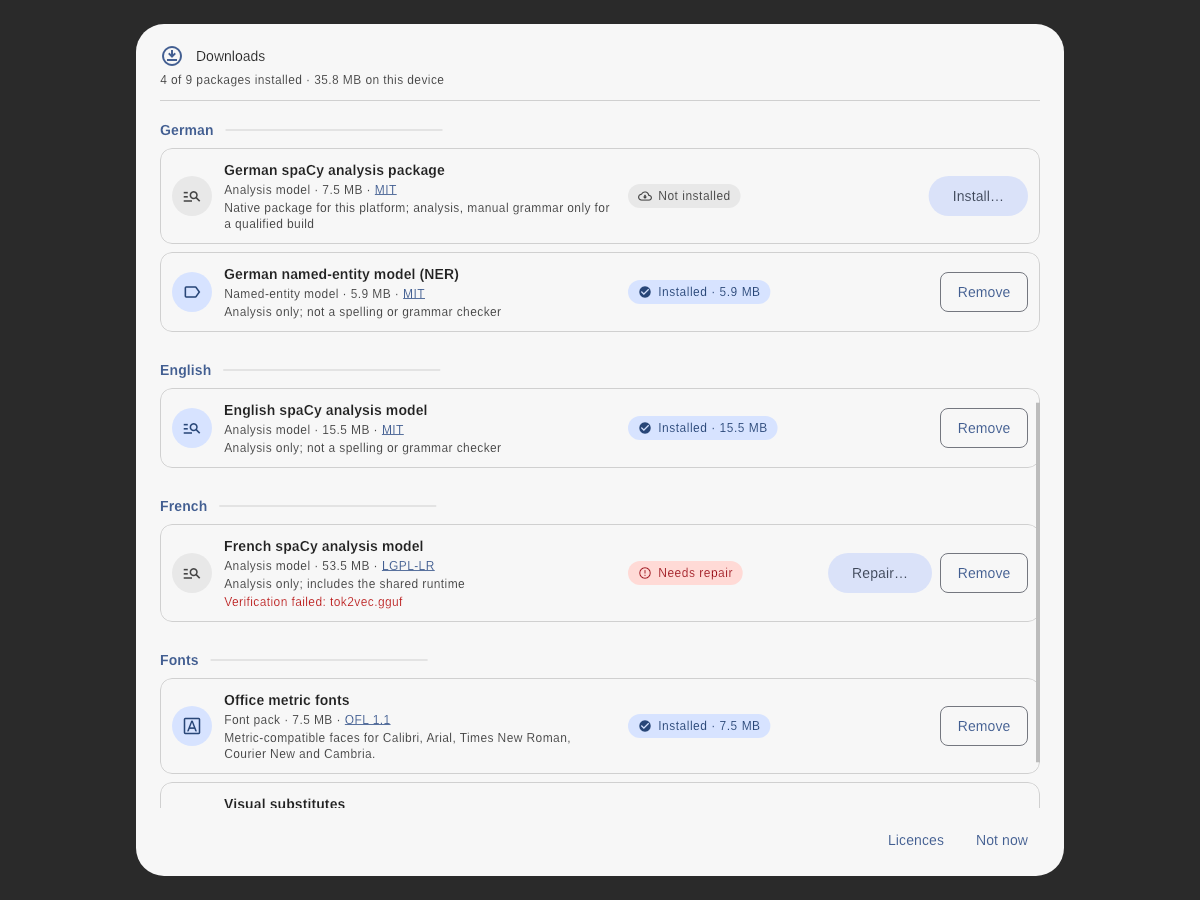 Downloads
4 of 9 packages installed · 35.8 MB on this device
German
German spaCy analysis package
Analysis model · 7.5 MB · MIT
Native package for this platform; analysis, manual grammar only for
a qualified build
Not installed
Install…
German named-entity model (NER)
Named-entity model · 5.9 MB · MIT
Analysis only; not a spelling or grammar checker
Installed · 5.9 MB
Remove
English
English spaCy analysis model
Analysis model · 15.5 MB · MIT
Analysis only; not a spelling or grammar checker
Installed · 15.5 MB
Remove
French
French spaCy analysis model
Analysis model · 53.5 MB · LGPL-LR
Analysis only; includes the shared runtime
Verification failed: tok2vec.gguf
Needs repair
Repair…
Remove
Fonts
Office metric fonts
Font pack · 7.5 MB · OFL 1.1
Metric-compatible faces for Calibri, Arial, Times New Roman,
Courier New and Cambria.
Installed · 7.5 MB
Remove
Visual substitutes
Licences
Not now